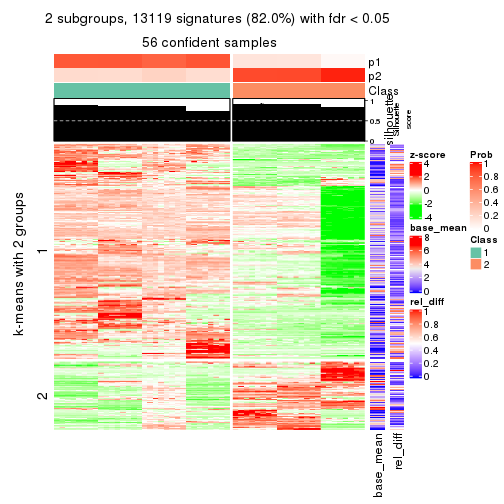 2 subgroups, 13119 signatures (82.0%) with fdr < 0.05
56 confident samples
p1
p2
Class
silhouette
Silhouette
score
1
0.5
0
k-means with 2 groups
1
2
base_mean
rel_diff
z-score
4
2
0
-2
-4
base_mean
8
6
4
2
0
rel_diff
1
0.8
0.6
0.4
0.2
0
Prob
1
0.8
0.6
0.4
0.2
0
Class
1
2